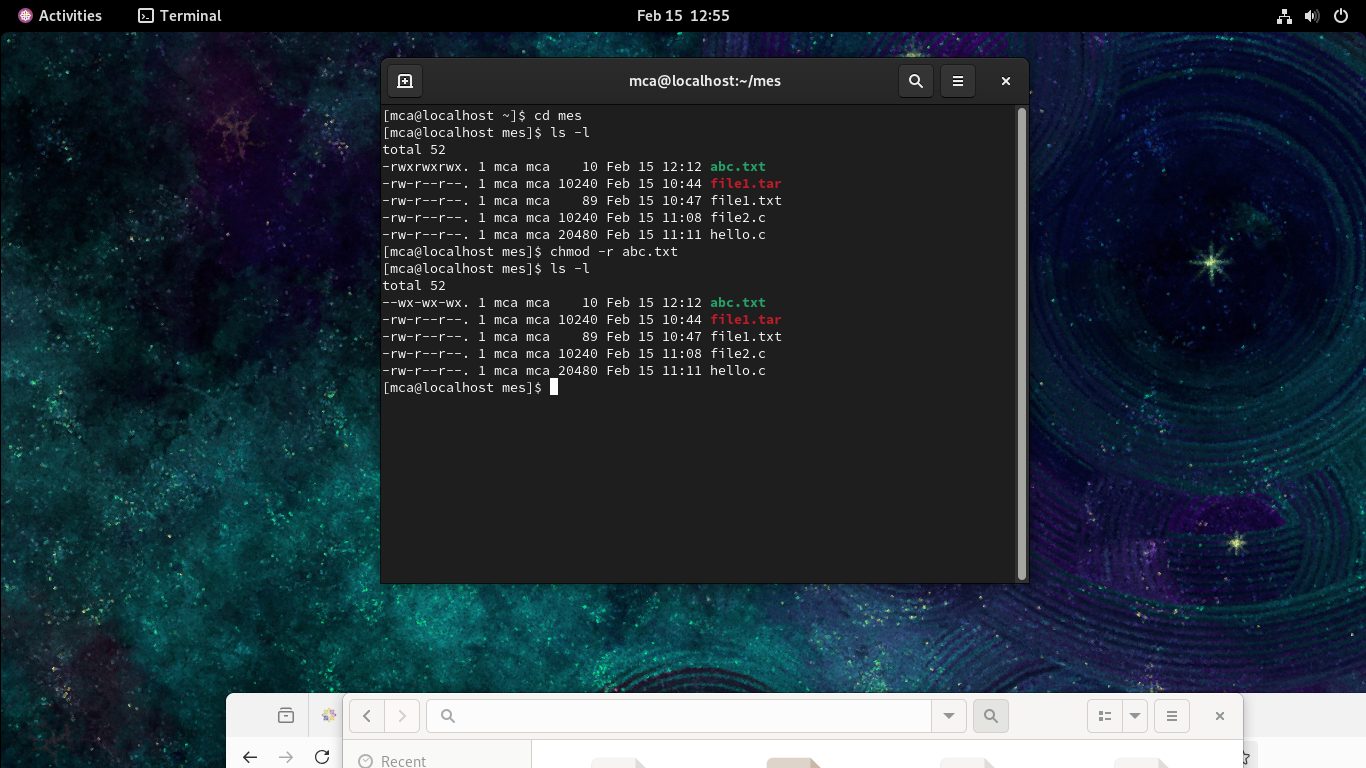 Activities
Terminal
Feb 15 12:55
mca@localhost:~/mes
[mca@localhost ~]$ cd mes
[mca@localhost mes]$ ls -l
total 52
-rwxrwxrwx. 1 mca mca    10 Feb 15 12:12 abc.txt
-rw-r--r--. 1 mca mca 10240 Feb 15 10:44 file1.tar
-rw-r--r--. 1 mca mca    89 Feb 15 10:47 file1.txt
-rw-r--r--. 1 mca mca 10240 Feb 15 11:08 file2.c
-rw-r--r--. 1 mca mca 20480 Feb 15 11:11 hello.c
[mca@localhost mes]$ chmod -r abc.txt
[mca@localhost mes]$ ls -l
total 52
--wx-wx-wx. 1 mca mca    10 Feb 15 12:12 abc.txt
-rw-r--r--. 1 mca mca 10240 Feb 15 10:44 file1.tar
-rw-r--r--. 1 mca mca    89 Feb 15 10:47 file1.txt
-rw-r--r--. 1 mca mca 10240 Feb 15 11:08 file2.c
-rw-r--r--. 1 mca mca 20480 Feb 15 11:11 hello.c
[mca@localhost mes]$
Recent